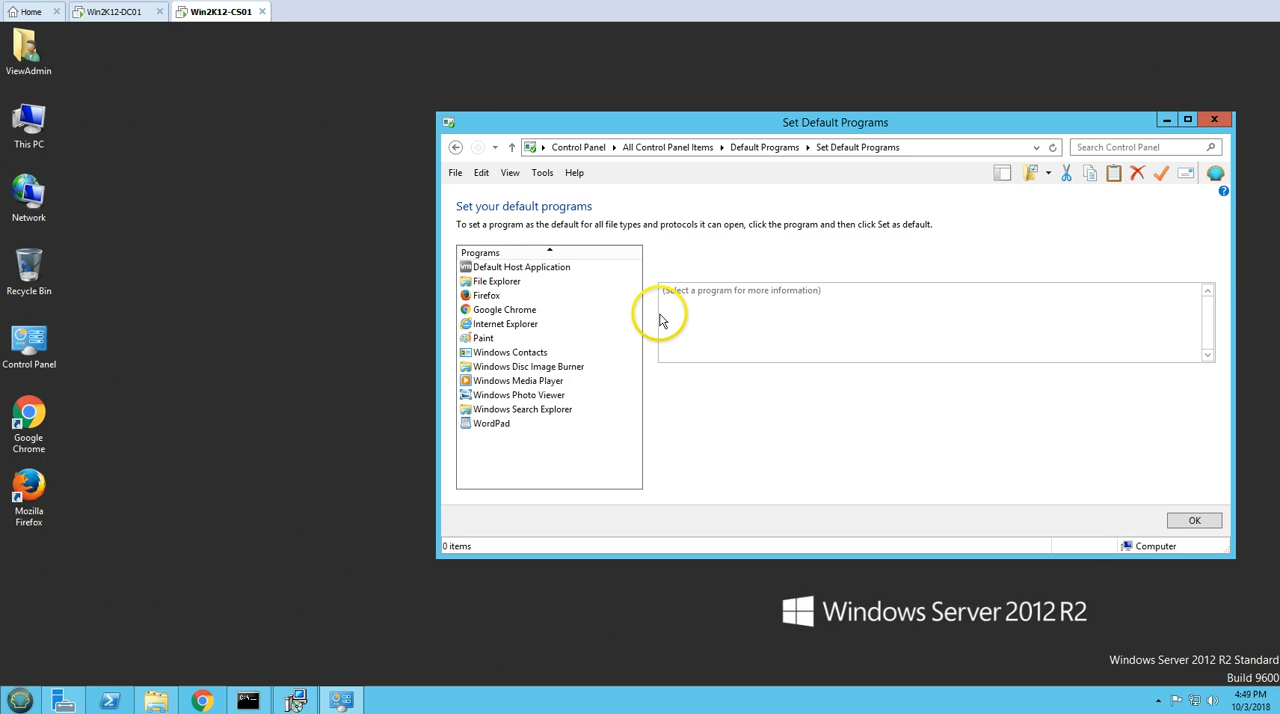 Home
Win2K12-DC01
Win2K12-CS01
ViewAdmin
This PC
Network
Recycle Bin
Control Panel
Google
Chrome
Mozilla
Firefox
Set Default Programs
Control Panel
All Control Panel Items
Default Programs
Set Default Programs
Search Control Panel
File Edit View Tools Help
Set your default programs
To set a program as the default for all file types and protocols it can open, click the program and then click Set as default.
Programs
Default Host Application
File Explorer
Firefox
Google Chrome
Internet Explorer
Paint
Windows Contacts
Windows Disc Image Burner
Windows Media Player
Windows Photo Viewer
Windows Search Explorer
WordPad
(Select a program for more information)
OK
0 items
Computer
Windows Server 2012 R2
Windows Server 2012 R2 Standard
Build 9600
4:49 PM
10/3/2018